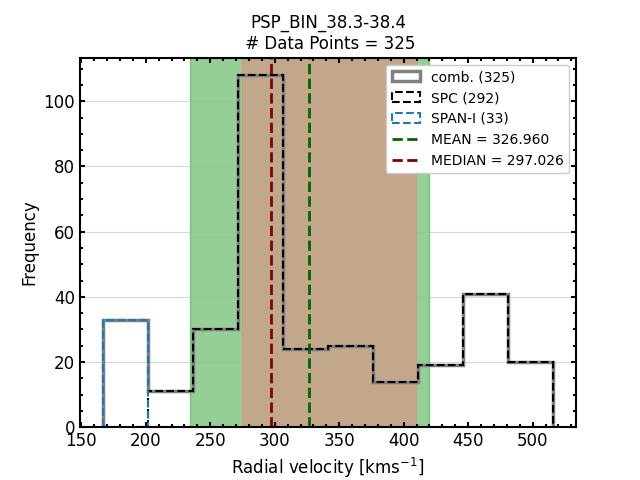 PSP_BIN_38.3-38.4
# Data Points = 325
comb. (325)
SPC (292)
SPAN-I (33)
MEAN = 326.960
MEDIAN = 297.026
Frequency
100
80
60
40
20
0
150 200 250 300 350 400 450 500
Radial velocity [kms⁻¹]